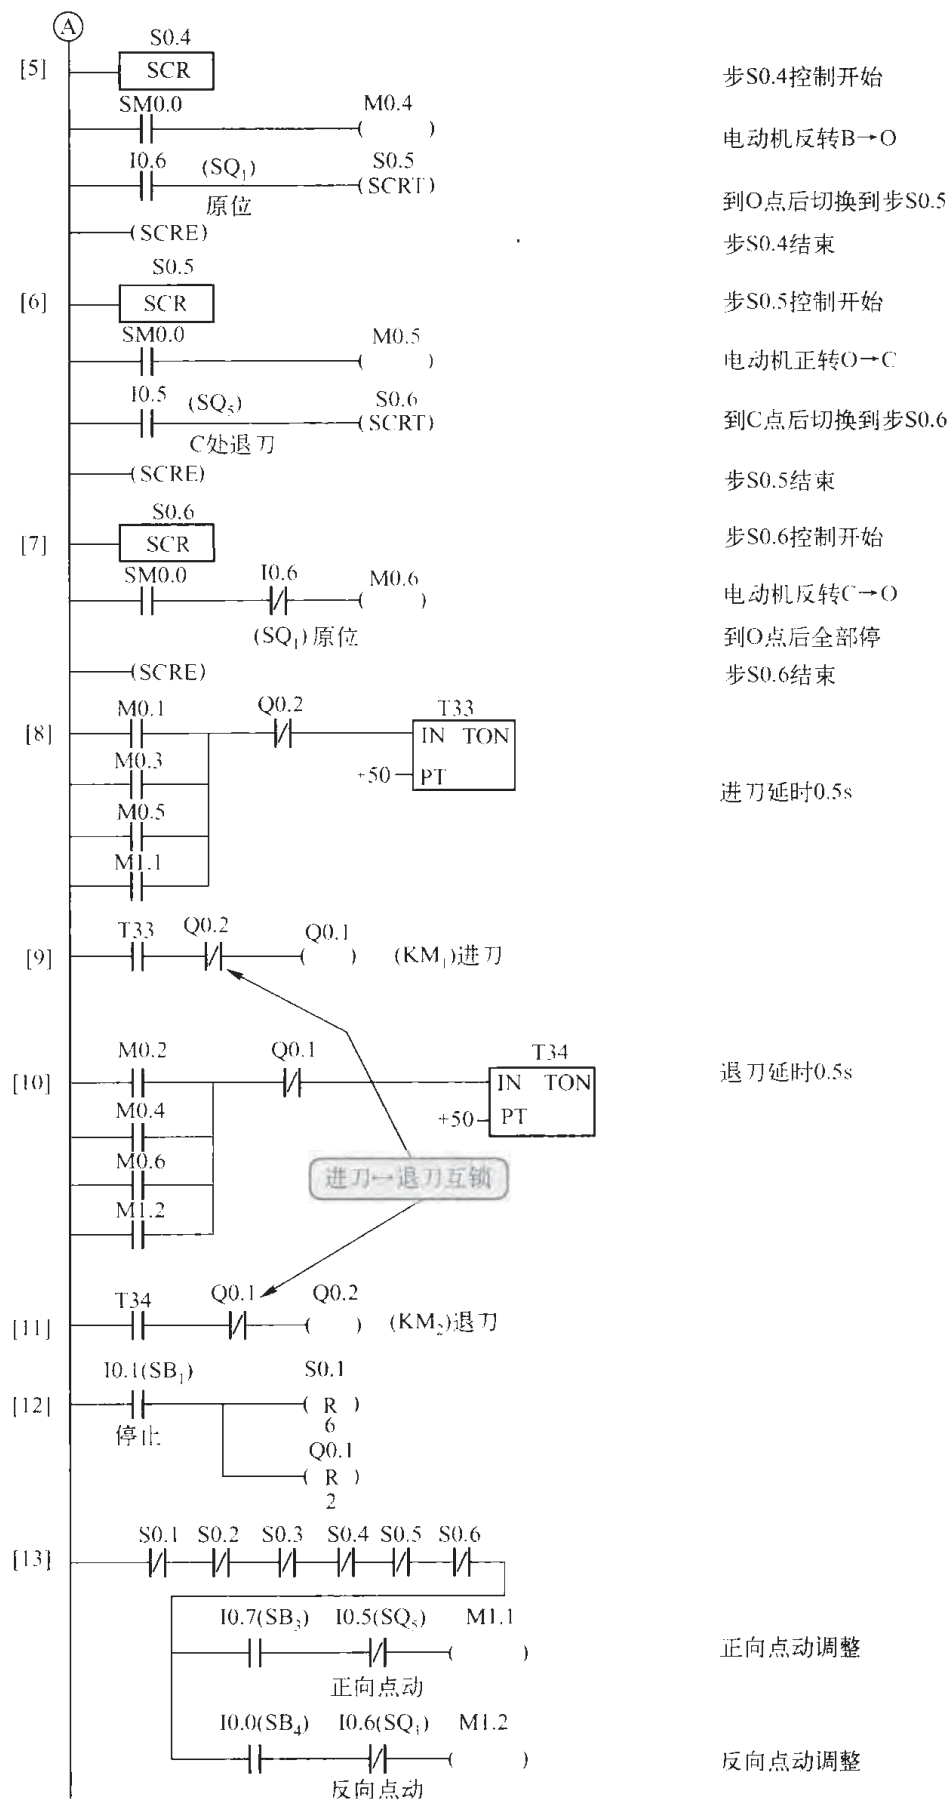 A
S0.4
[5] SCR 步S0.4控制开始
SM0.0 M0.4
( ) 电动机反转B→O
I0.6 (SQ₁) S0.5
(SCRT)
原位 到O点后切换到步S0.5
(SCRE) 步S0.4结束
S0.5
[6] SCR 步S0.5控制开始
SM0.0 M0.5
( ) 电动机正转O→C
I0.5 (SQ₅) S0.6
(SCRT) 到C点后切换到步S0.6
C处退刀
(SCRE) 步S0.5结束
S0.6
[7] SCR 步S0.6控制开始
SM0.0 I0.6 M0.6
( ) 电动机反转C→O
(SQ₁)原位 到O点后全部停
(SCRE) 步S0.6结束
M0.1 Q0.2 T33
[8] IN TON
M0.3
+50 PT
进刀延时0.5s
M0.5
M1.1
T33 Q0.2 Q0.1
[9] ( ) (KM₁)进刀
M0.2 Q0.1 T34
[10] IN TON 退刀延时0.5s
M0.4
+50 PT
M0.6
进刀—退刀互锁
M1.2
T34 Q0.1 Q0.2
[11] ( ) (KM₂)退刀
I0.1(SB₁) S0.1
[12] ( R )
停止 6
Q0.1
( R )
2
S0.1 S0.2 S0.3 S0.4 S0.5 S0.6
[13]
I0.7(SB₃) I0.5(SQ₅) M1.1
( ) 正向点动调整
正向点动
I0.0(SB₄) I0.6(SQ₁) M1.2
( ) 反向点动调整
反向点动